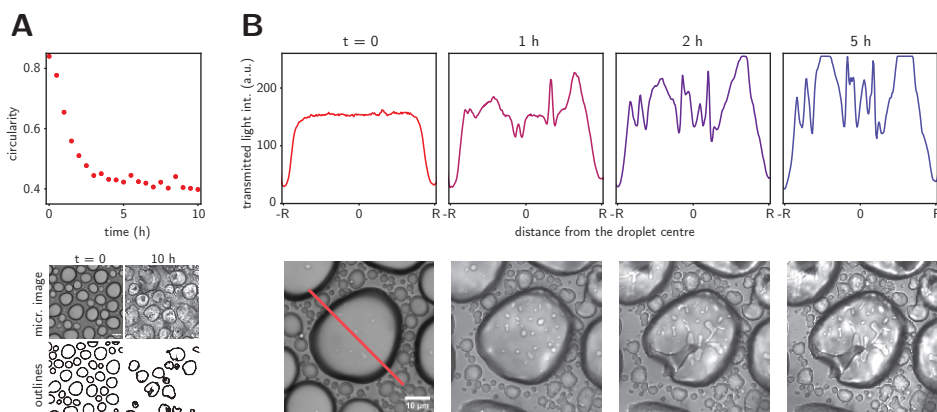 A
B
t = 0
1 h
2 h
5 h
circularity
0.8
0.6
0.4
0
5
10
time (h)
transmitted light int. (a.u.)
200
100
0
-R
0
R
-R
0
R
-R
0
R
-R
0
R
distance from the droplet centre
t = 0
10 h
micr. image
outlines
10 µm